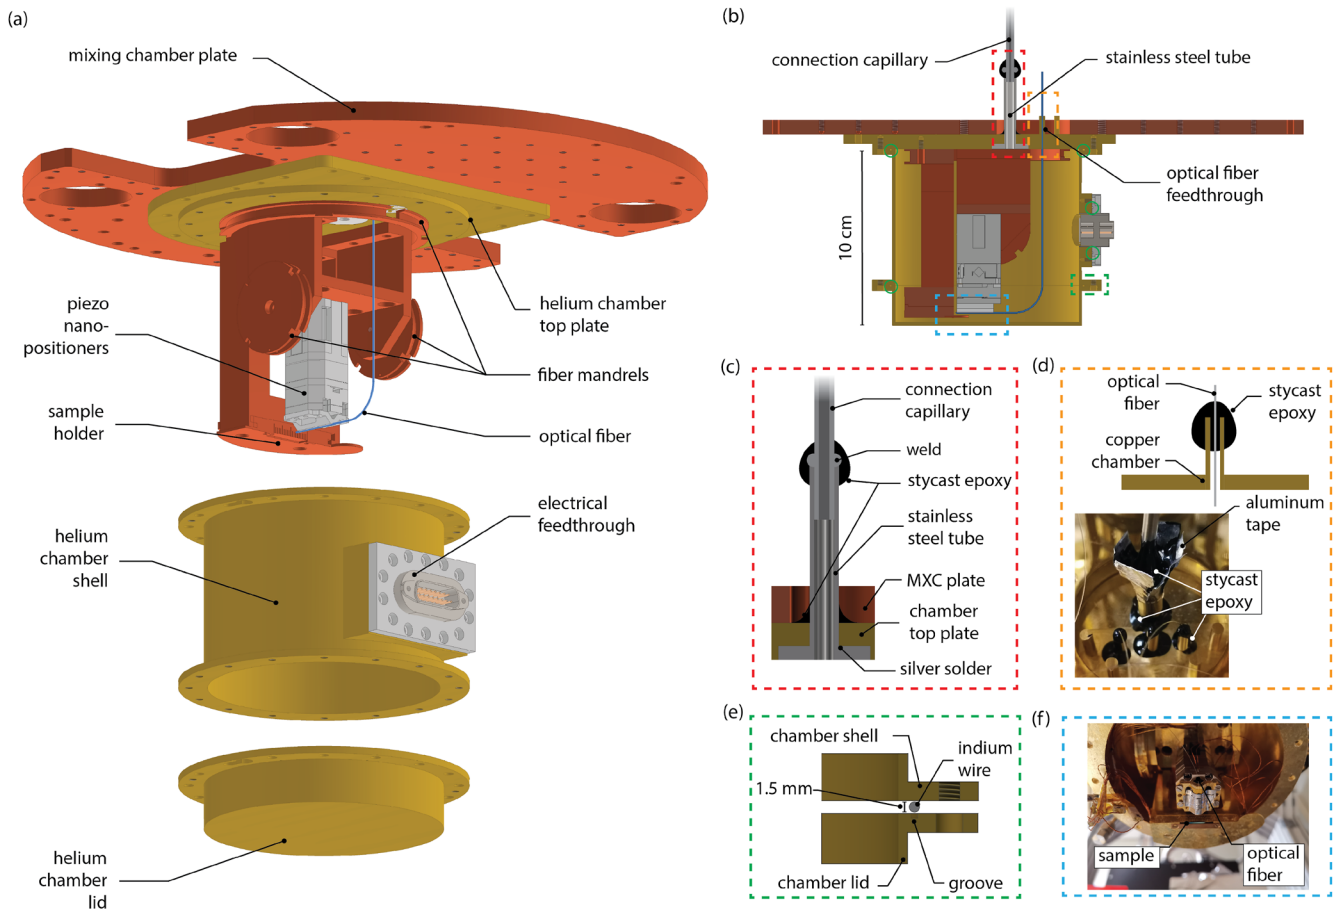 (a)
mixing chamber plate
piezo
nano-
positioners
sample
holder
helium chamber
top plate
fiber mandrels
optical fiber
electrical
feedthrough
helium
chamber
shell
helium
chamber
lid
(b)
connection capillary
stainless steel tube
optical fiber
feedthrough
10 cm
(c)
connection
capillary
weld
stycast epoxy
stainless
steel tube
MXC plate
chamber
top plate
silver solder
(d)
optical
fiber
stycast
epoxy
copper
chamber
aluminum
tape
stycast
epoxy
(e)
chamber shell
indium
wire
1.5 mm
chamber lid
groove
(f)
sample
optical
fiber